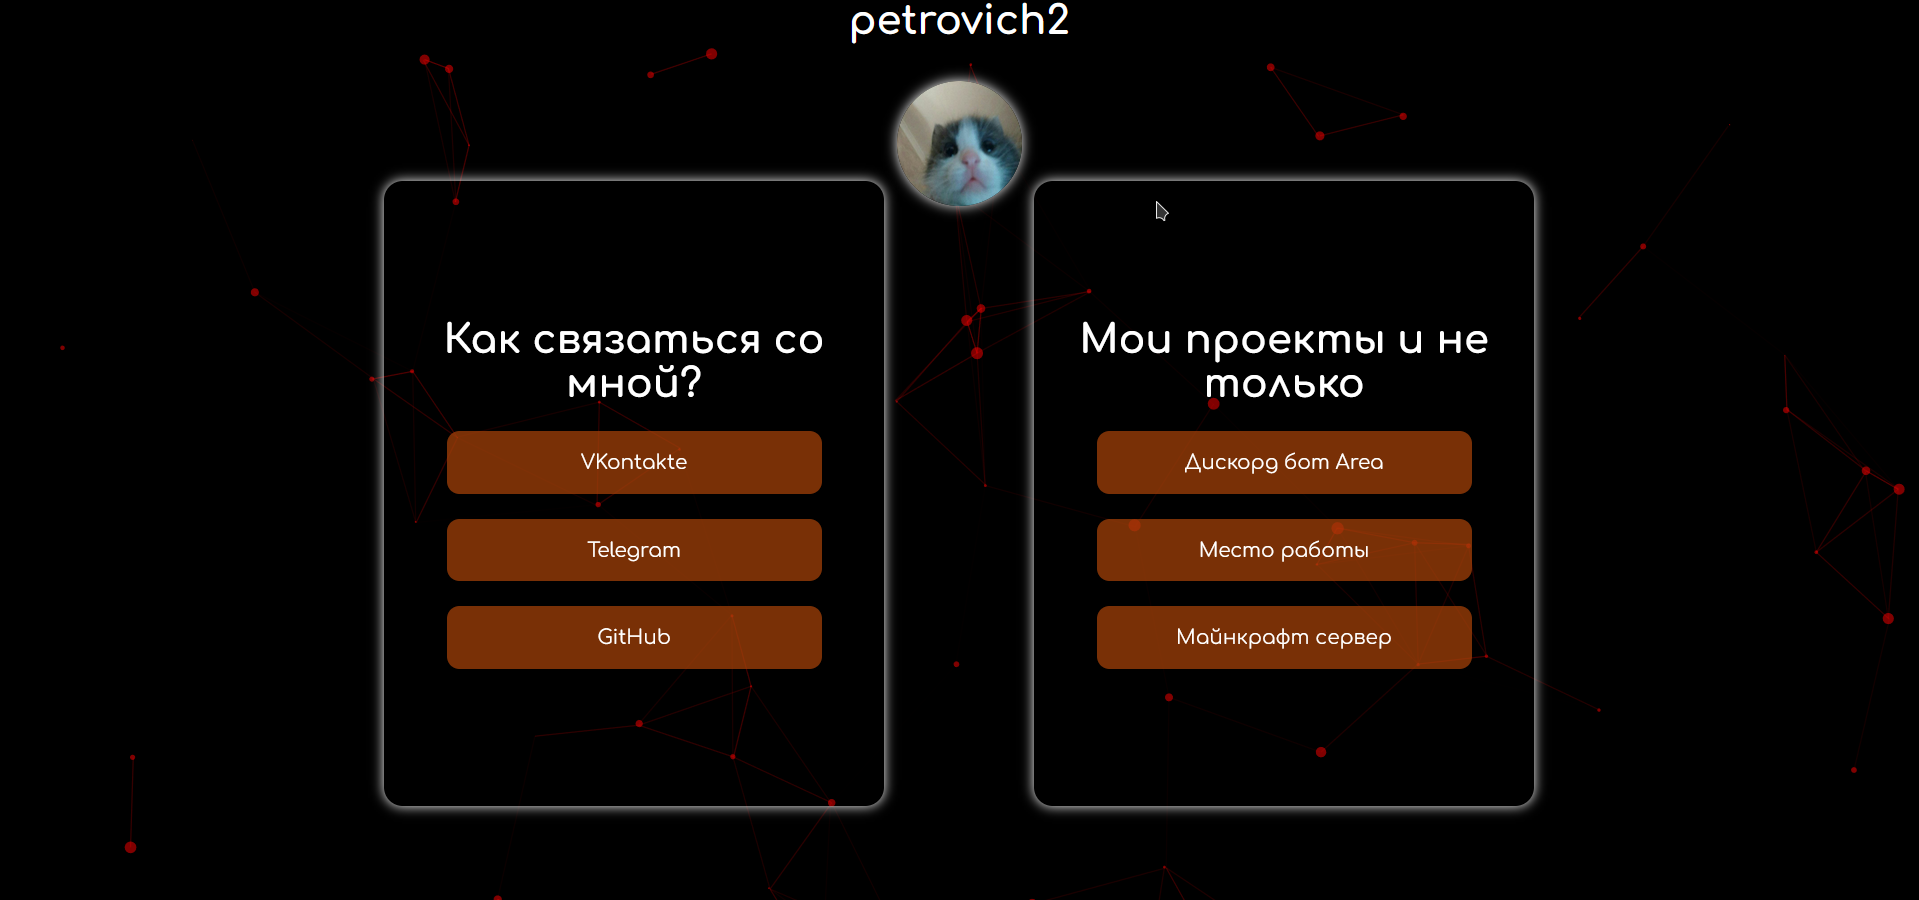 petrovich2
Как связаться со
мной?
VKontakte
Telegram
GitHub
Мои проекты и не
только
Дискорд бот Area
Место работы
Майнкрафт сервер